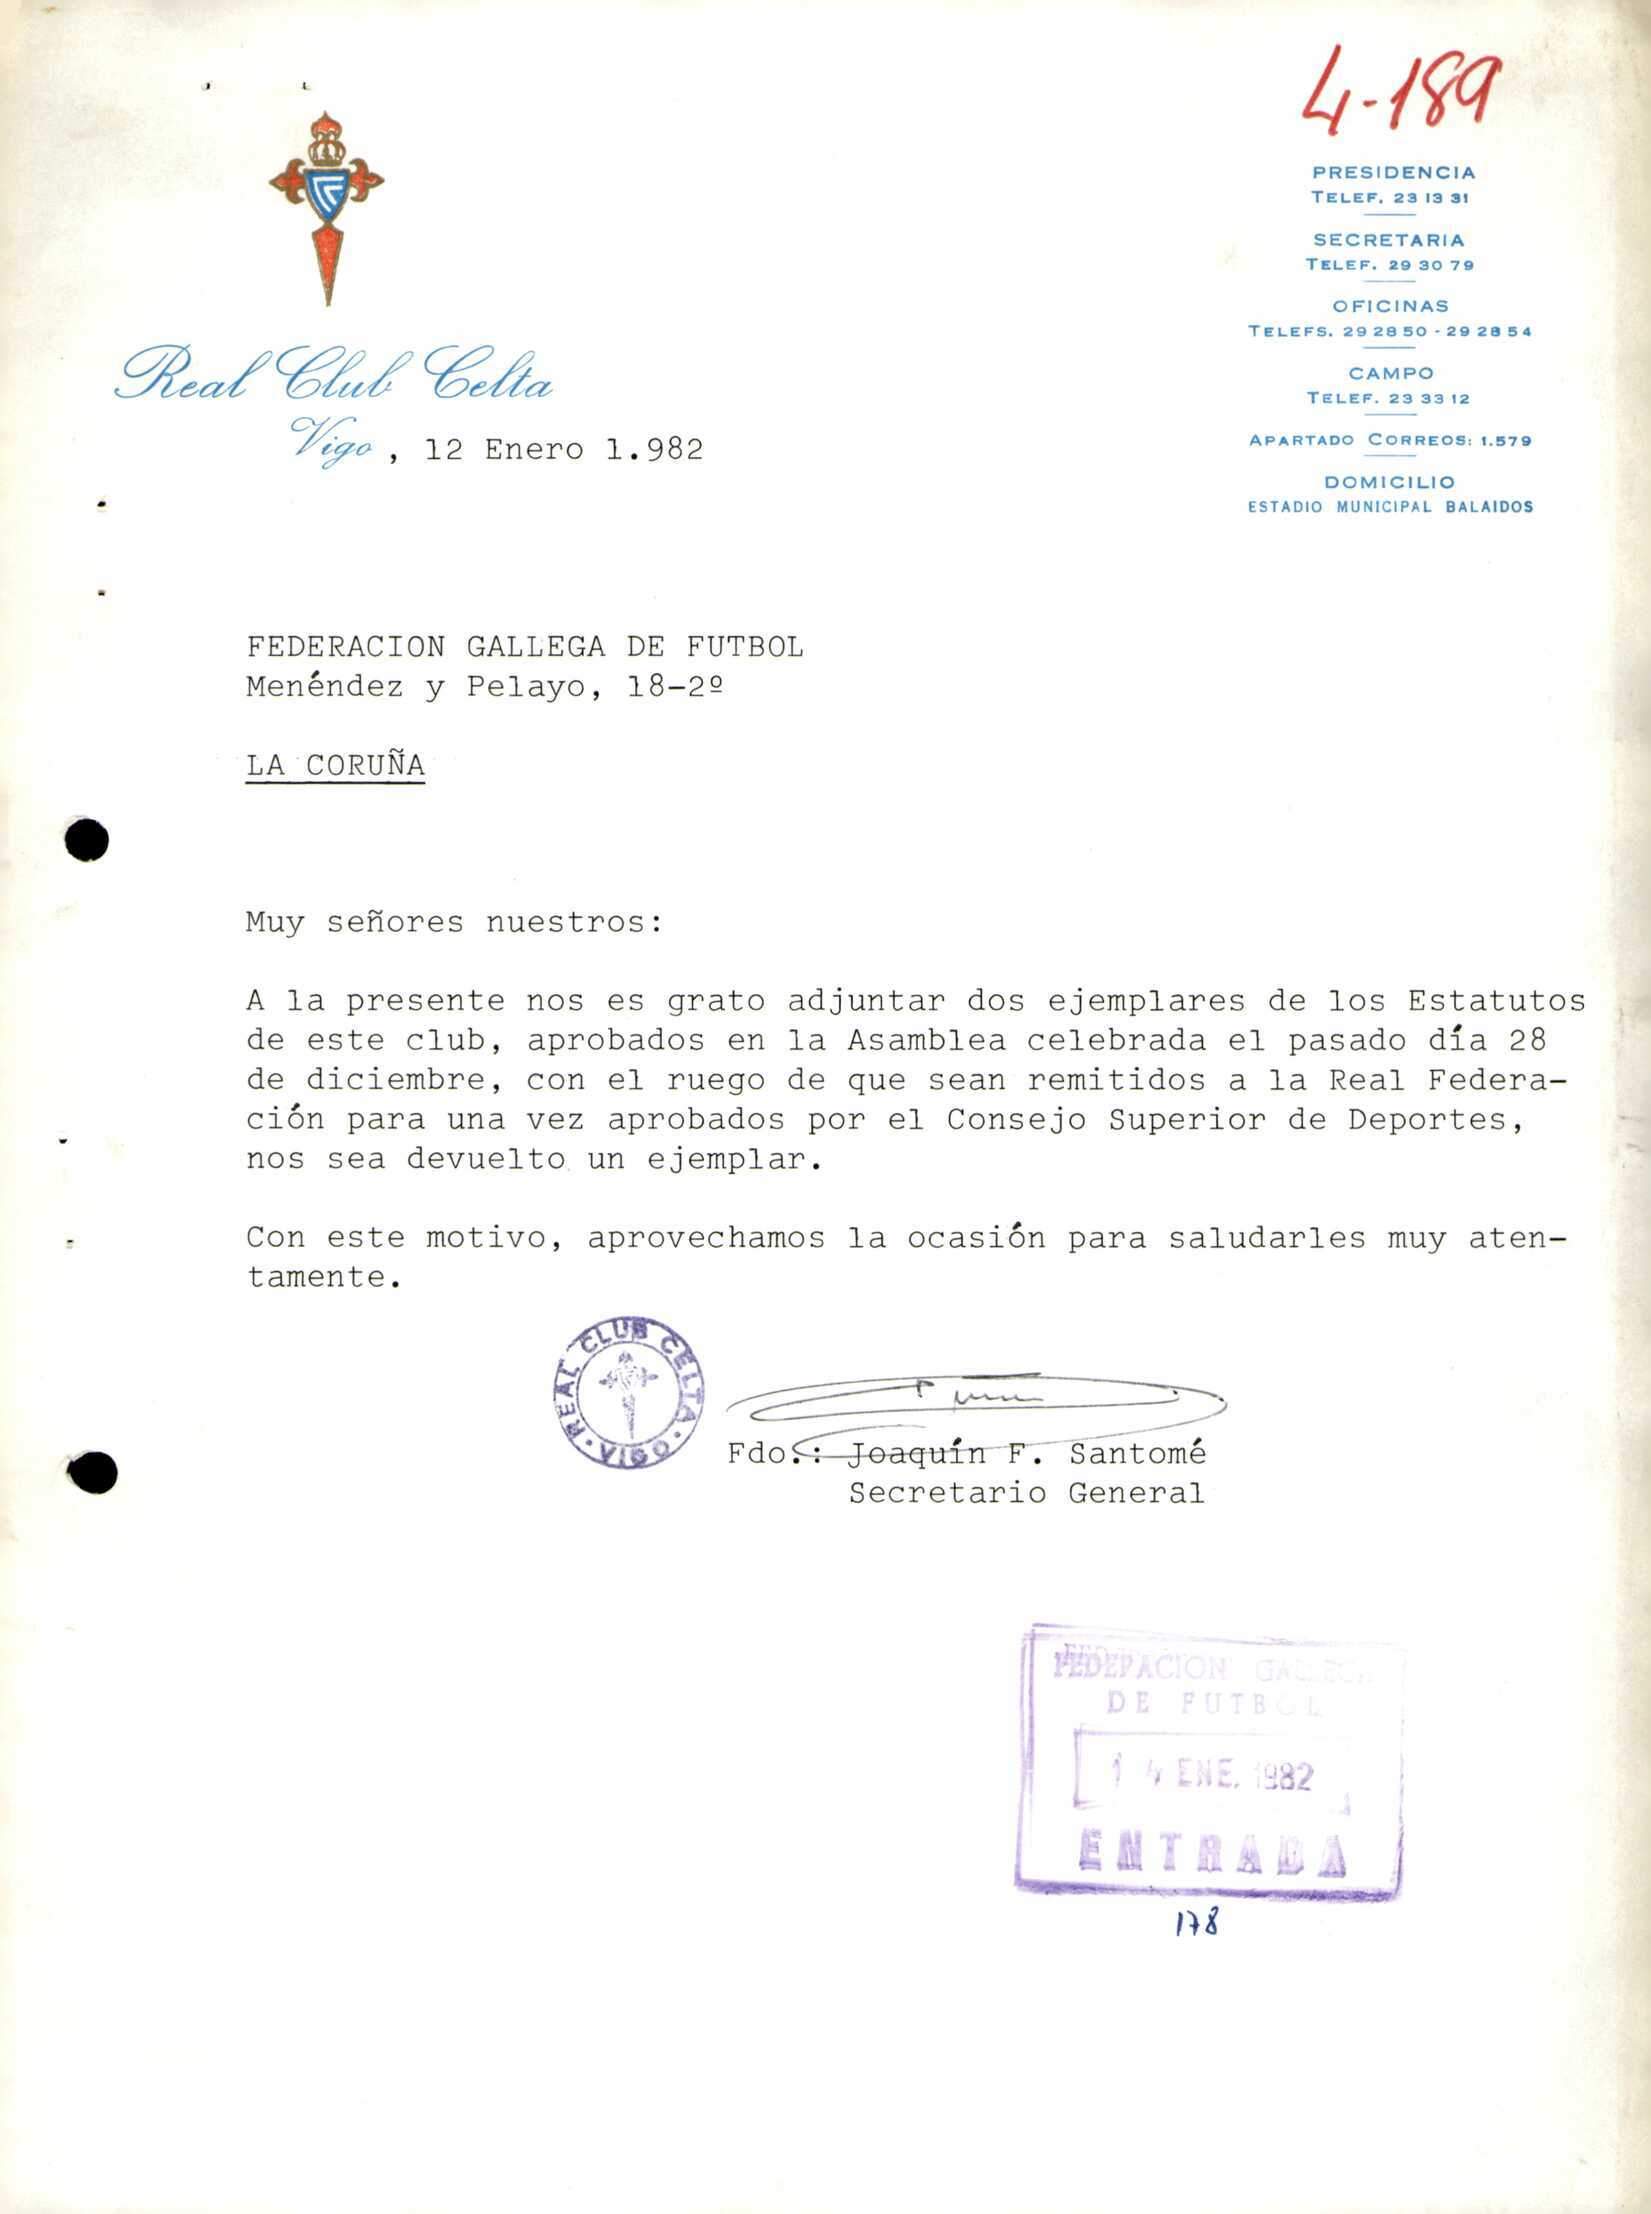 4-189
PRESIDENCIA
TELEF. 23 13 31
SECRETARIA
TELEF. 29 30 79
OFICINAS
TELEFS. 29 28 50 - 29 28 54
CAMPO
TELEF. 23 33 12
APARTADO CORREOS: 1.579
DOMICILIO
ESTADIO MUNICIPAL BALAIDOS
Real Club Celta
Vigo, 12 Enero 1.982
FEDERACION GALLEGA DE FUTBOL
Menéndez y Pelayo, 18-2º
LA CORUÑA
Muy señores nuestros:
A la presente nos es grato adjuntar dos ejemplares de los Estatutos
de este club, aprobados en la Asamblea celebrada el pasado día 28
de diciembre, con el ruego de que sean remitidos a la Real Federa-
ción para una vez aprobados por el Consejo Superior de Deportes,
nos sea devuelto un ejemplar.
Con este motivo, aprovechamos la ocasión para saludarles muy aten-
tamente.
REAL CLUB CELTA
· VIGO ·
Fdo.: Joaquín F. Santomé
Secretario General
FEDERACION GALLEGA
DE FUTBOL
14 ENE. 1982
ENTRADA
178